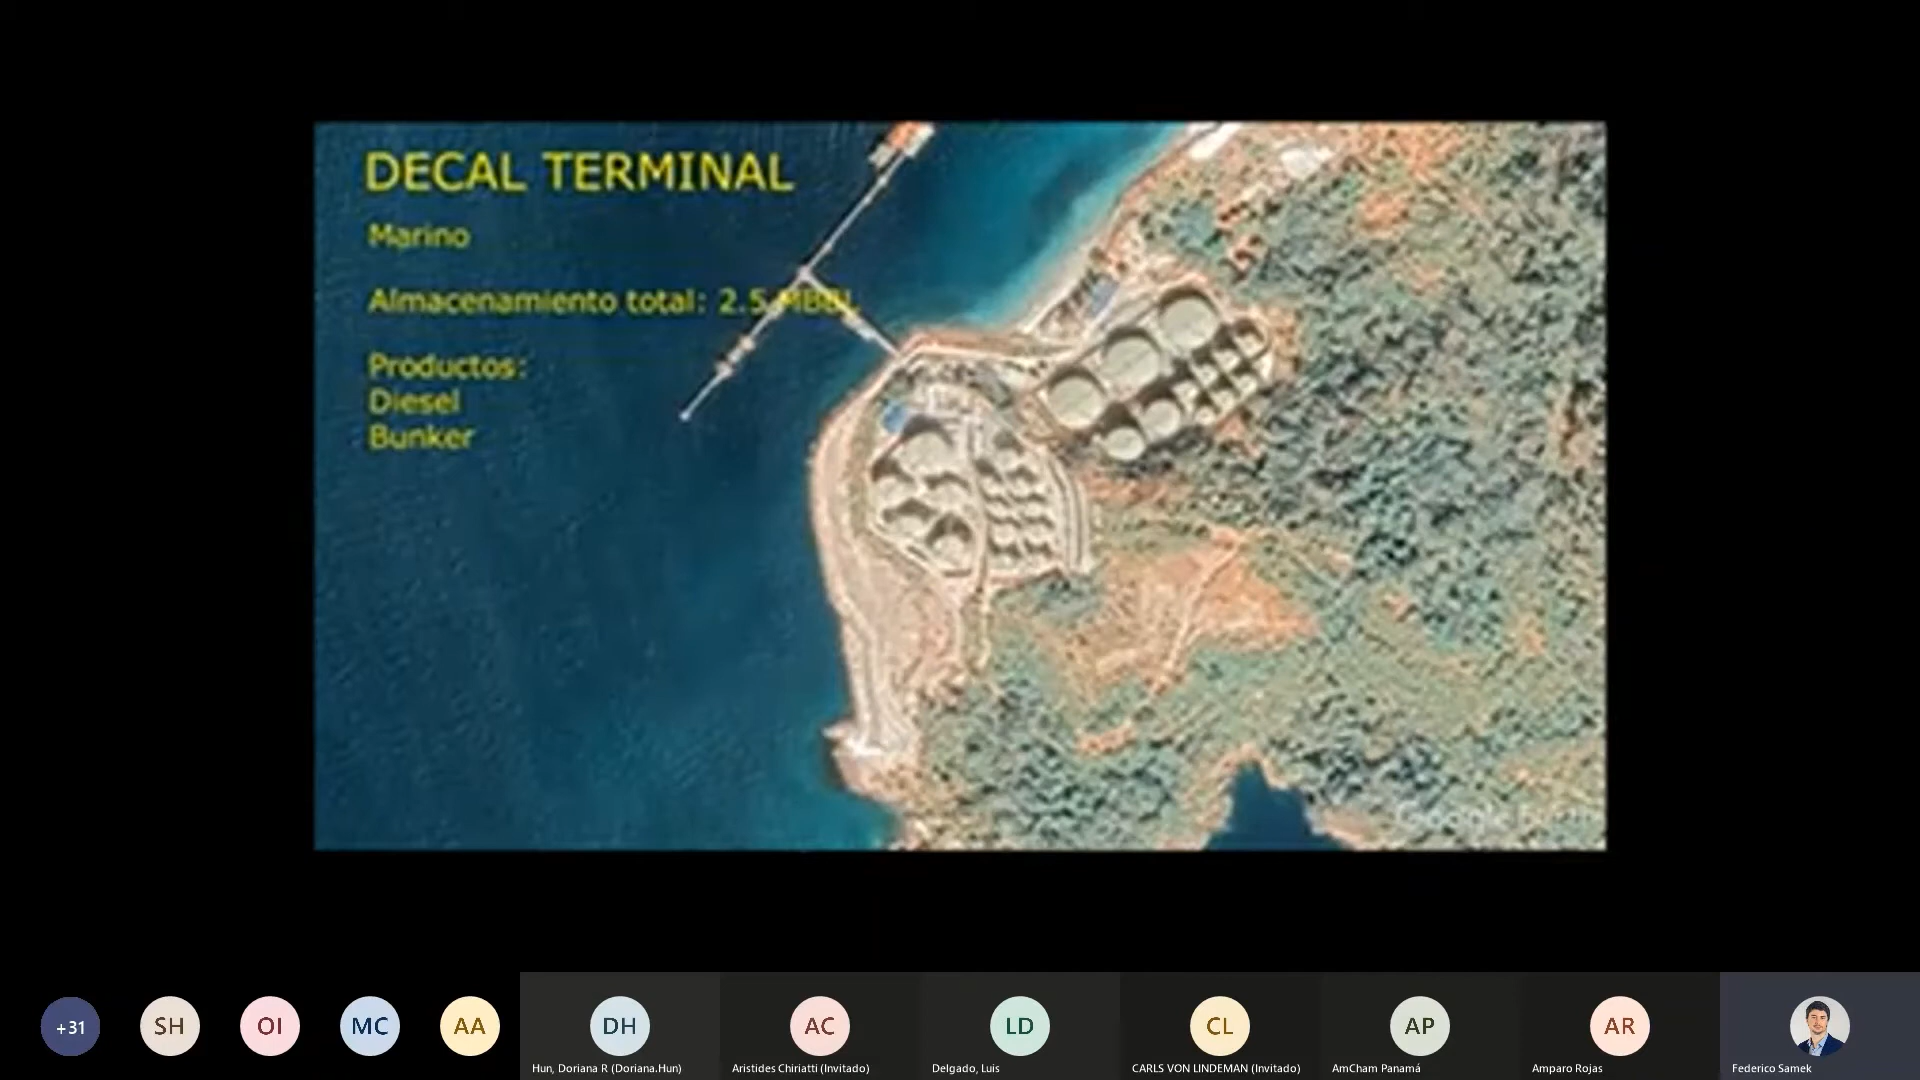 DECAL TERMINAL
Marino
Almacenamiento total: 2.5 MBBL
Productos:
Diesel
Bunker
Google Earth
+31
SH
OI
MC
AA
DH
AC
LD
CL
AP
AR
Hun, Doriana R (Doriana.Hun)
Aristides Chiriatti (Invitado)
Delgado, Luis
CARLS VON LINDEMAN (Invitado)
AmCham Panamá
Amparo Rojas
Federico Samek